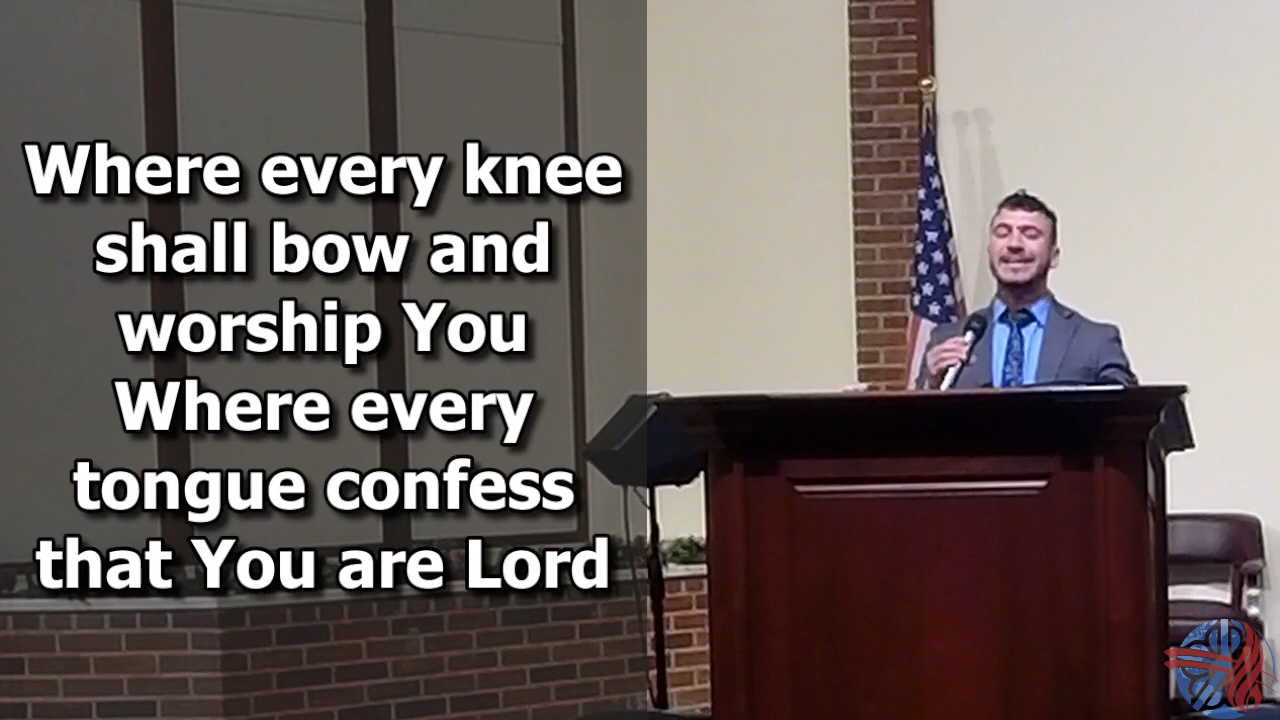 Where every knee
shall bow and
worship You
Where every
tongue confess
that You are Lord